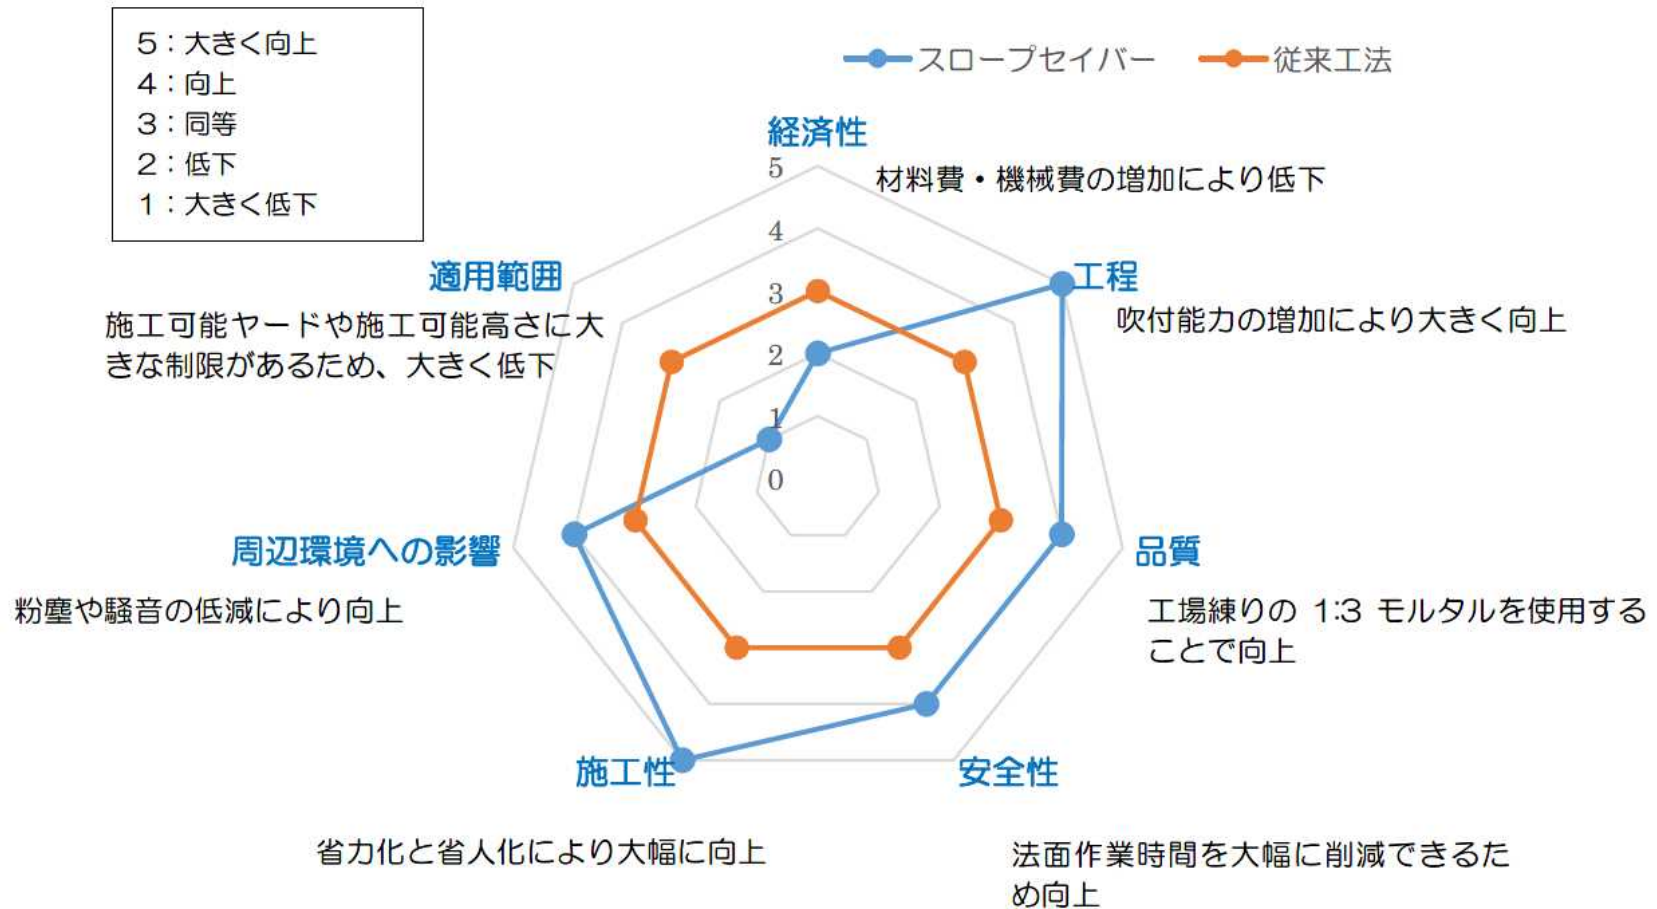 5：大きく向上
4：向上
3：同等
2：低下
1：大きく低下
スロープセイバー
従来工法
経済性
材料費・機械費の増加により低下
5
4
3
2
1
0
工程
吹付能力の増加により大きく向上
適用範囲
施工可能ヤードや施工可能高さに大
きな制限があるため、大きく低下
周辺環境への影響
粉塵や騒音の低減により向上
品質
工場練りの 1:3 モルタルを使用する
ことで向上
施工性
省力化と省人化により大幅に向上
安全性
法面作業時間を大幅に削減できるた
め向上